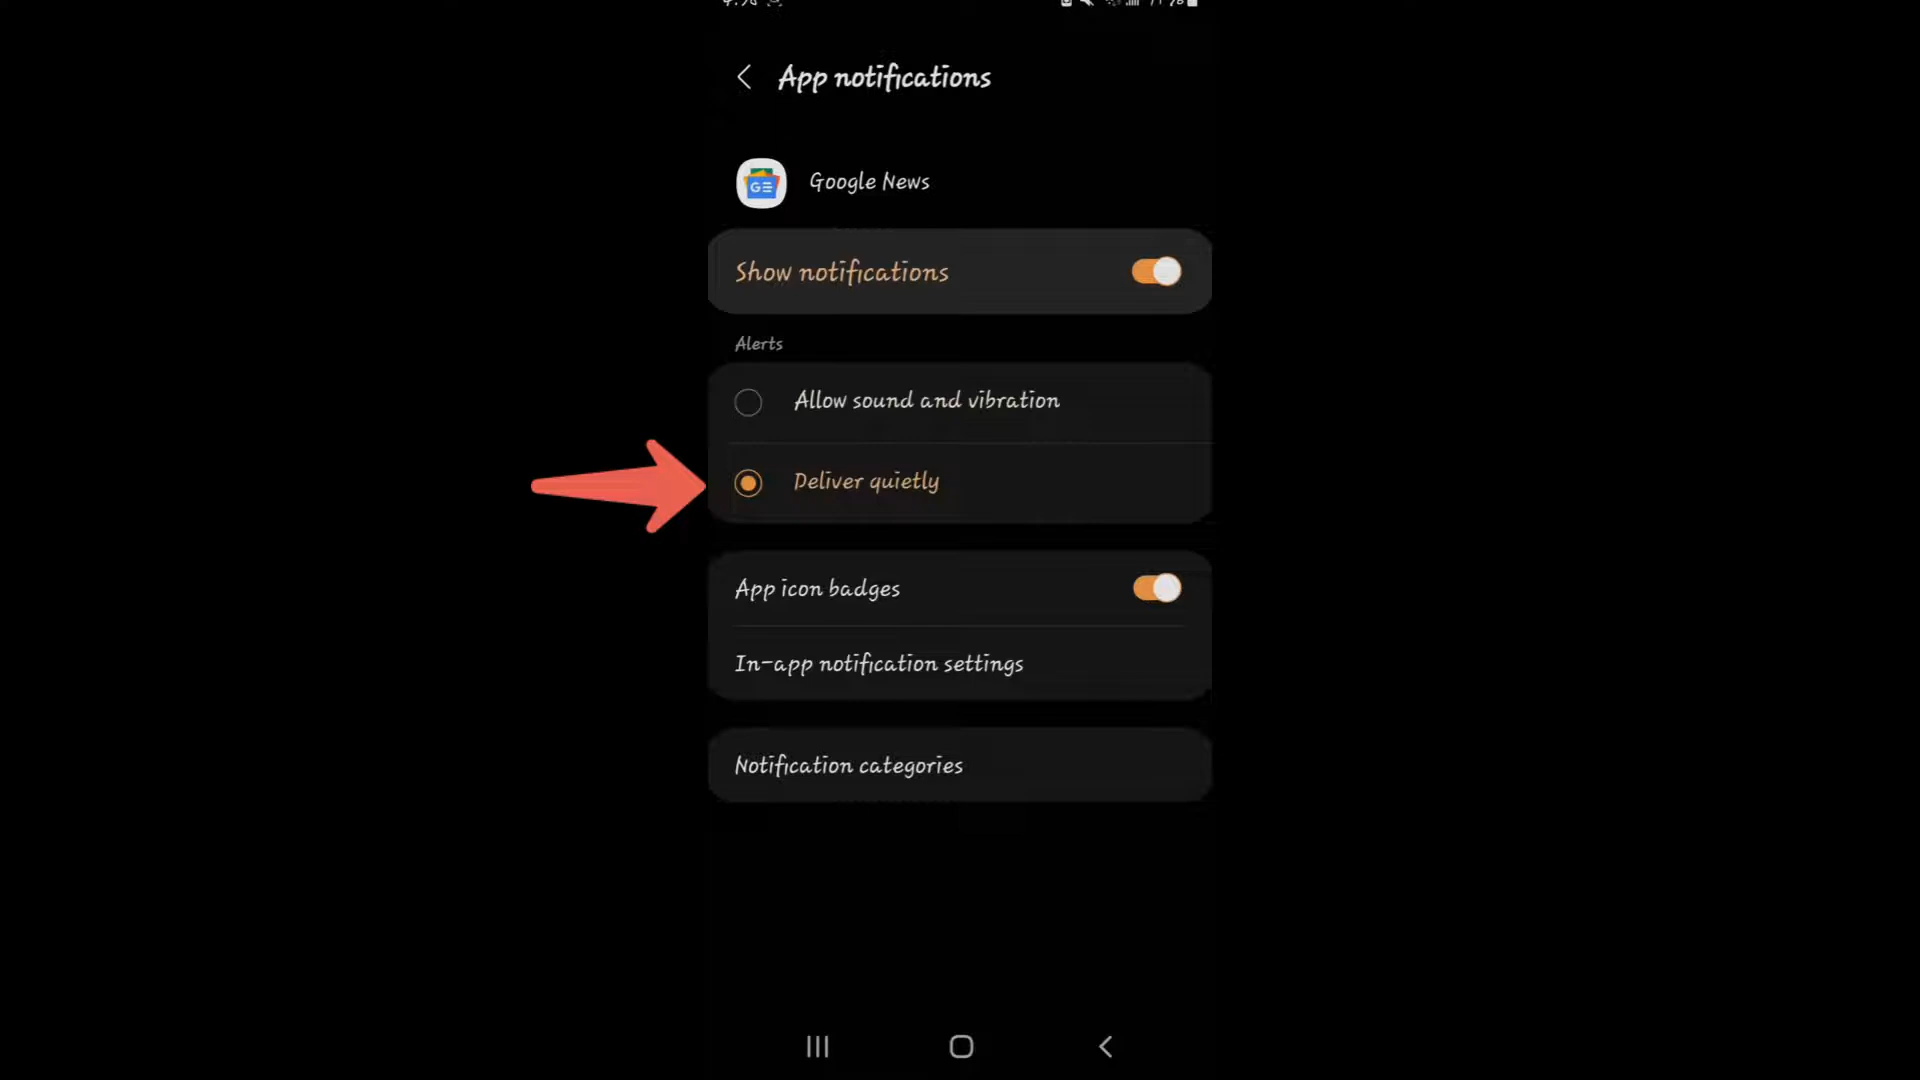 App notifications
Google News
Show notifications
Alerts
Allow sound and vibration
Deliver quietly
App icon badges
In-app notification settings
Notification categories